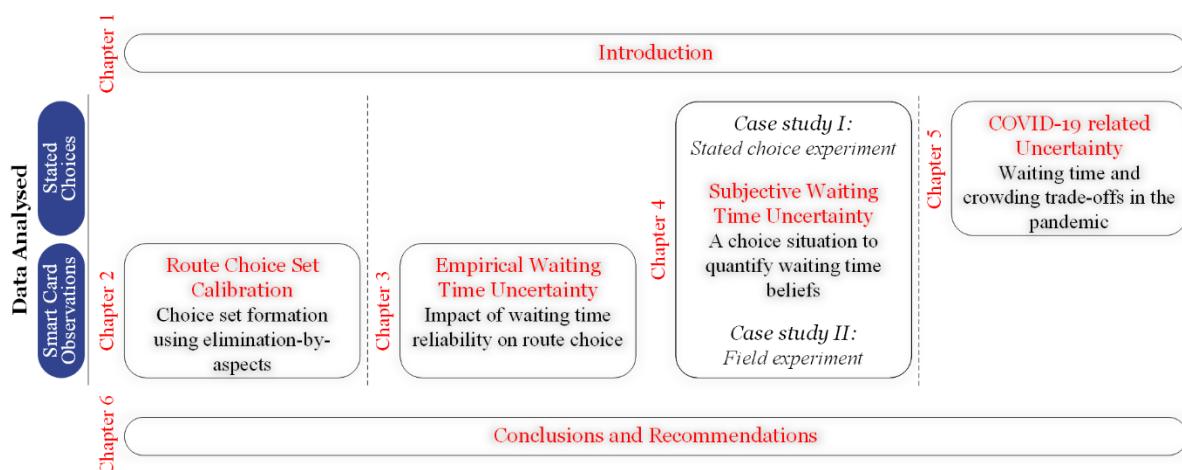 Chapter 1
Introduction
Data Analysed
Stated
Choices
Smart Card
Observations
Chapter 2
Route Choice Set
Calibration
Choice set formation
using elimination-by-
aspects
Chapter 3
Empirical Waiting
Time Uncertainty
Impact of waiting time
reliability on route choice
Chapter 4
Case study I:
Stated choice experiment
Subjective Waiting
Time Uncertainty
A choice situation to
quantify waiting time
beliefs
Case study II:
Field experiment
Chapter 5
COVID-19 related
Uncertainty
Waiting time and
crowding trade-offs in the
pandemic
Chapter 6
Conclusions and Recommendations